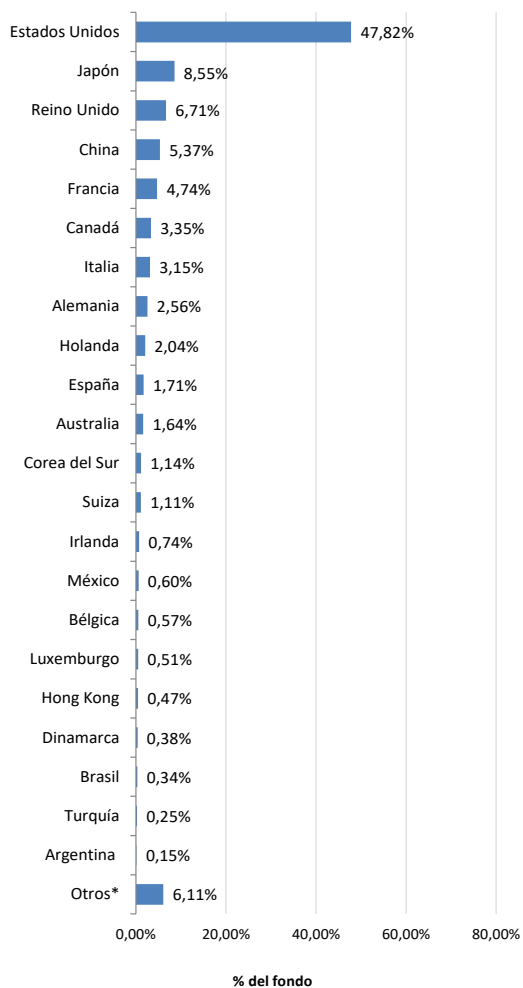 Estados Unidos 47,82%
Japón 8,55%
Reino Unido 6,71%
China 5,37%
Francia 4,74%
Canadá 3,35%
Italia 3,15%
Alemania 2,56%
Holanda 2,04%
España 1,71%
Australia 1,64%
Corea del Sur 1,14%
Suiza 1,11%
Irlanda 0,74%
México 0,60%
Bélgica 0,57%
Luxemburgo 0,51%
Hong Kong 0,47%
Dinamarca 0,38%
Brasil 0,34%
Turquía 0,25%
Argentina 0,15%
Otros* 6,11%
0,00% 20,00% 40,00% 60,00% 80,00%
% del fondo